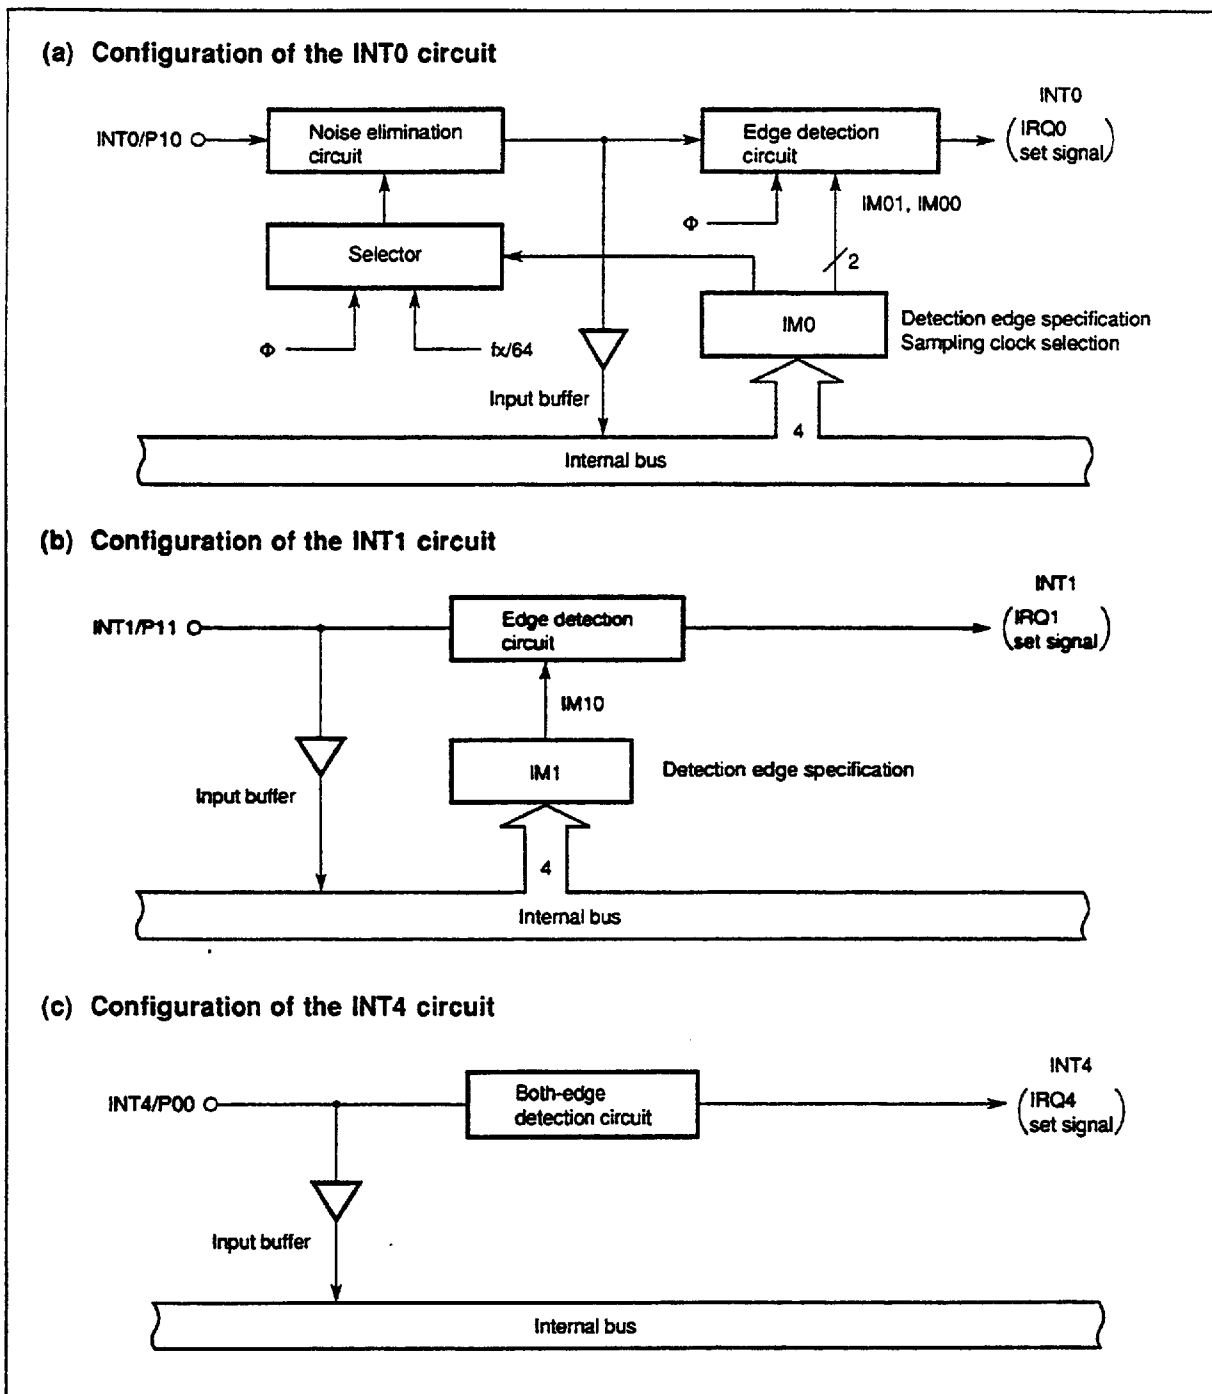 (a) Configuration of the INT0 circuit
INT0/P10
Noise elimination
circuit
Edge detection
circuit
INT0
(IRQ0
set signal)
Φ
IM01, IM00
Selector
2
IM0
Detection edge specification
Sampling clock selection
Φ
fx/64
Input buffer
4
Internal bus
(b) Configuration of the INT1 circuit
INT1/P11
Edge detection
circuit
INT1
(IRQ1
set signal)
IM10
IM1
Detection edge specification
Input buffer
4
Internal bus
(c) Configuration of the INT4 circuit
INT4/P00
Both-edge
detection circuit
INT4
(IRQ4
set signal)
Input buffer
Internal bus